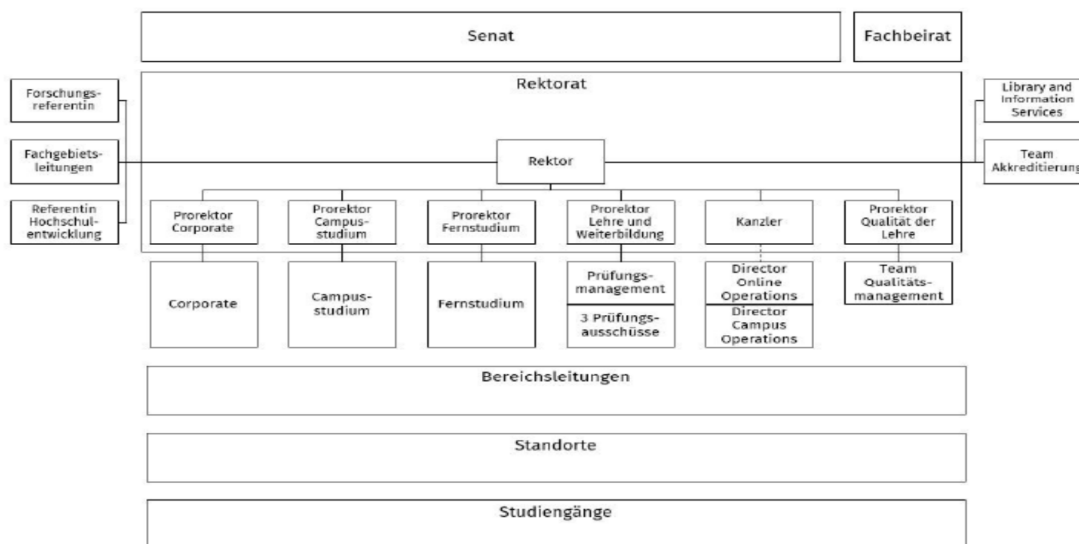 Senat
Fachbeirat
Rektorat
Forschungs-
referentin
Library and
Information
Services
Fachgebiets-
leitungen
Rektor
Team
Akkreditierung
Referentin
Hochschul-
entwicklung
Prorektor
Corporate
Prorektor
Campus-
studium
Prorektor
Fernstudium
Prorektor
Lehre und
Weiterbildung
Kanzler
Prorektor
Qualität der
Lehre
Corporate
Campus-
studium
Fernstudium
Prüfungs-
management
3 Prüfungs-
ausschüsse
Director
Online
Operations
Director
Campus
Operations
Team
Qualitäts-
management
Bereichsleitungen
Standorte
Studiengänge